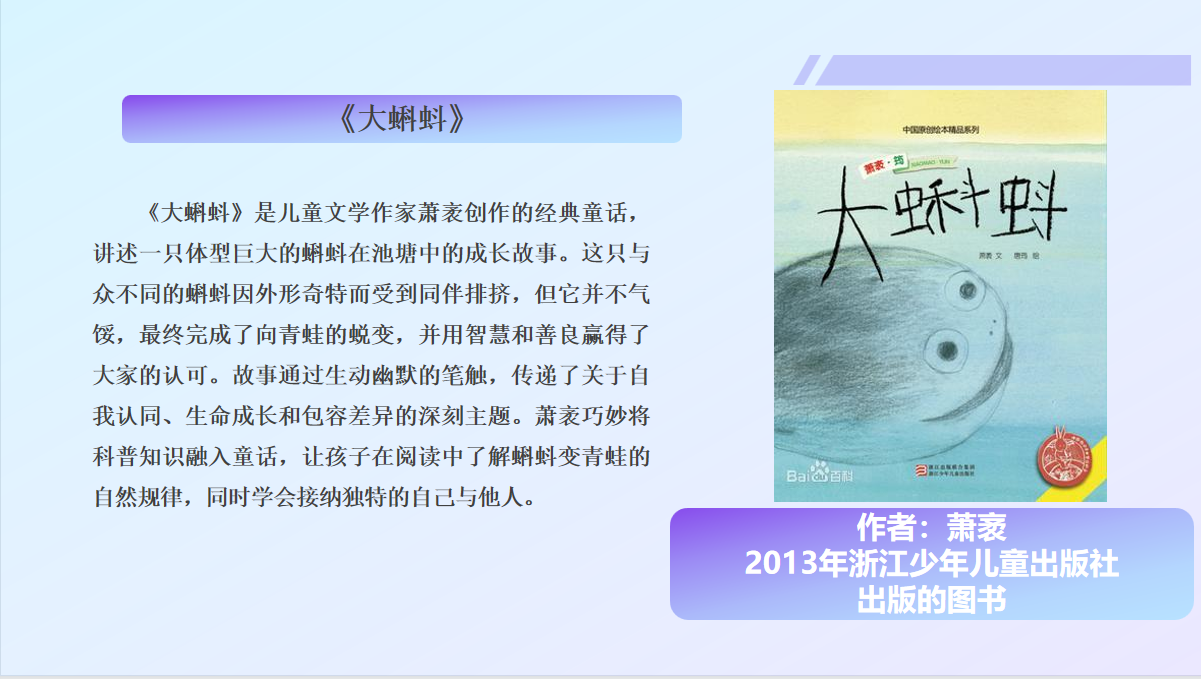 《大蝌蚪》
《大蝌蚪》是儿童文学作家萧袤创作的经典童话，
讲述一只体型巨大的蝌蚪在池塘中的成长故事。这只与
众不同的蝌蚪因外形奇特而受到同伴排挤，但它并不气
馁，最终完成了向青蛙的蜕变，并用智慧和善良赢得了
大家的认可。故事通过生动幽默的笔触，传递了关于自
我认同、生命成长和包容差异的深刻主题。萧袤巧妙将
科普知识融入童话，让孩子在阅读中了解蝌蚪变青蛙的
自然规律，同时学会接纳独特的自己与他人。
中国原创绘本精品系列
萧袤·筠
XIAOMAO·YUN
大蝌蚪
萧袤 文 唐筠 绘
Bai百科
浙江出版联合集团
浙江少年儿童出版社
作者：萧袤
2013年浙江少年儿童出版社
出版的图书